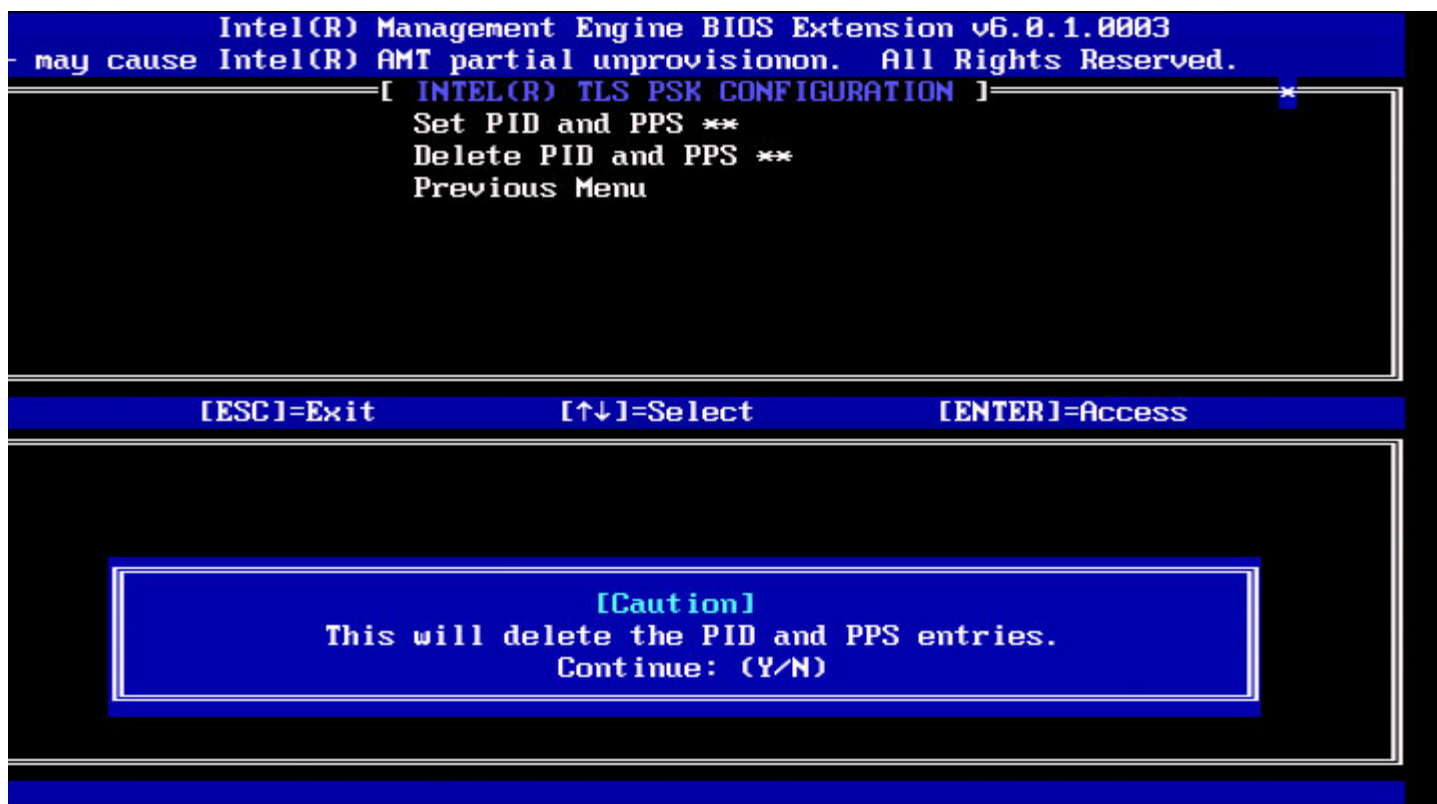 Intel(R) Management Engine BIOS Extension v6.0.1.0003
- may cause Intel(R) AMT partial unprovisionon. All Rights Reserved.
[ INTEL(R) TLS PSK CONFIGURATION ]
*
Set PID and PPS **
Delete PID and PPS **
Previous Menu
[ESC]=Exit [↑↓]=Select [ENTER]=Access
[Caution]
This will delete the PID and PPS entries.
Continue: (Y/N)